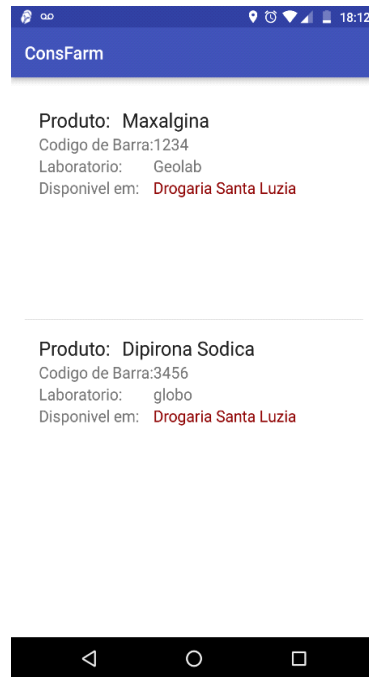 18:12
ConsFarm
Produto: Maxalgina
Codigo de Barra:1234
Laboratorio: Geolab
Disponivel em: Drogaria Santa Luzia
Produto: Dipirona Sodica
Codigo de Barra:3456
Laboratorio: globo
Disponivel em: Drogaria Santa Luzia